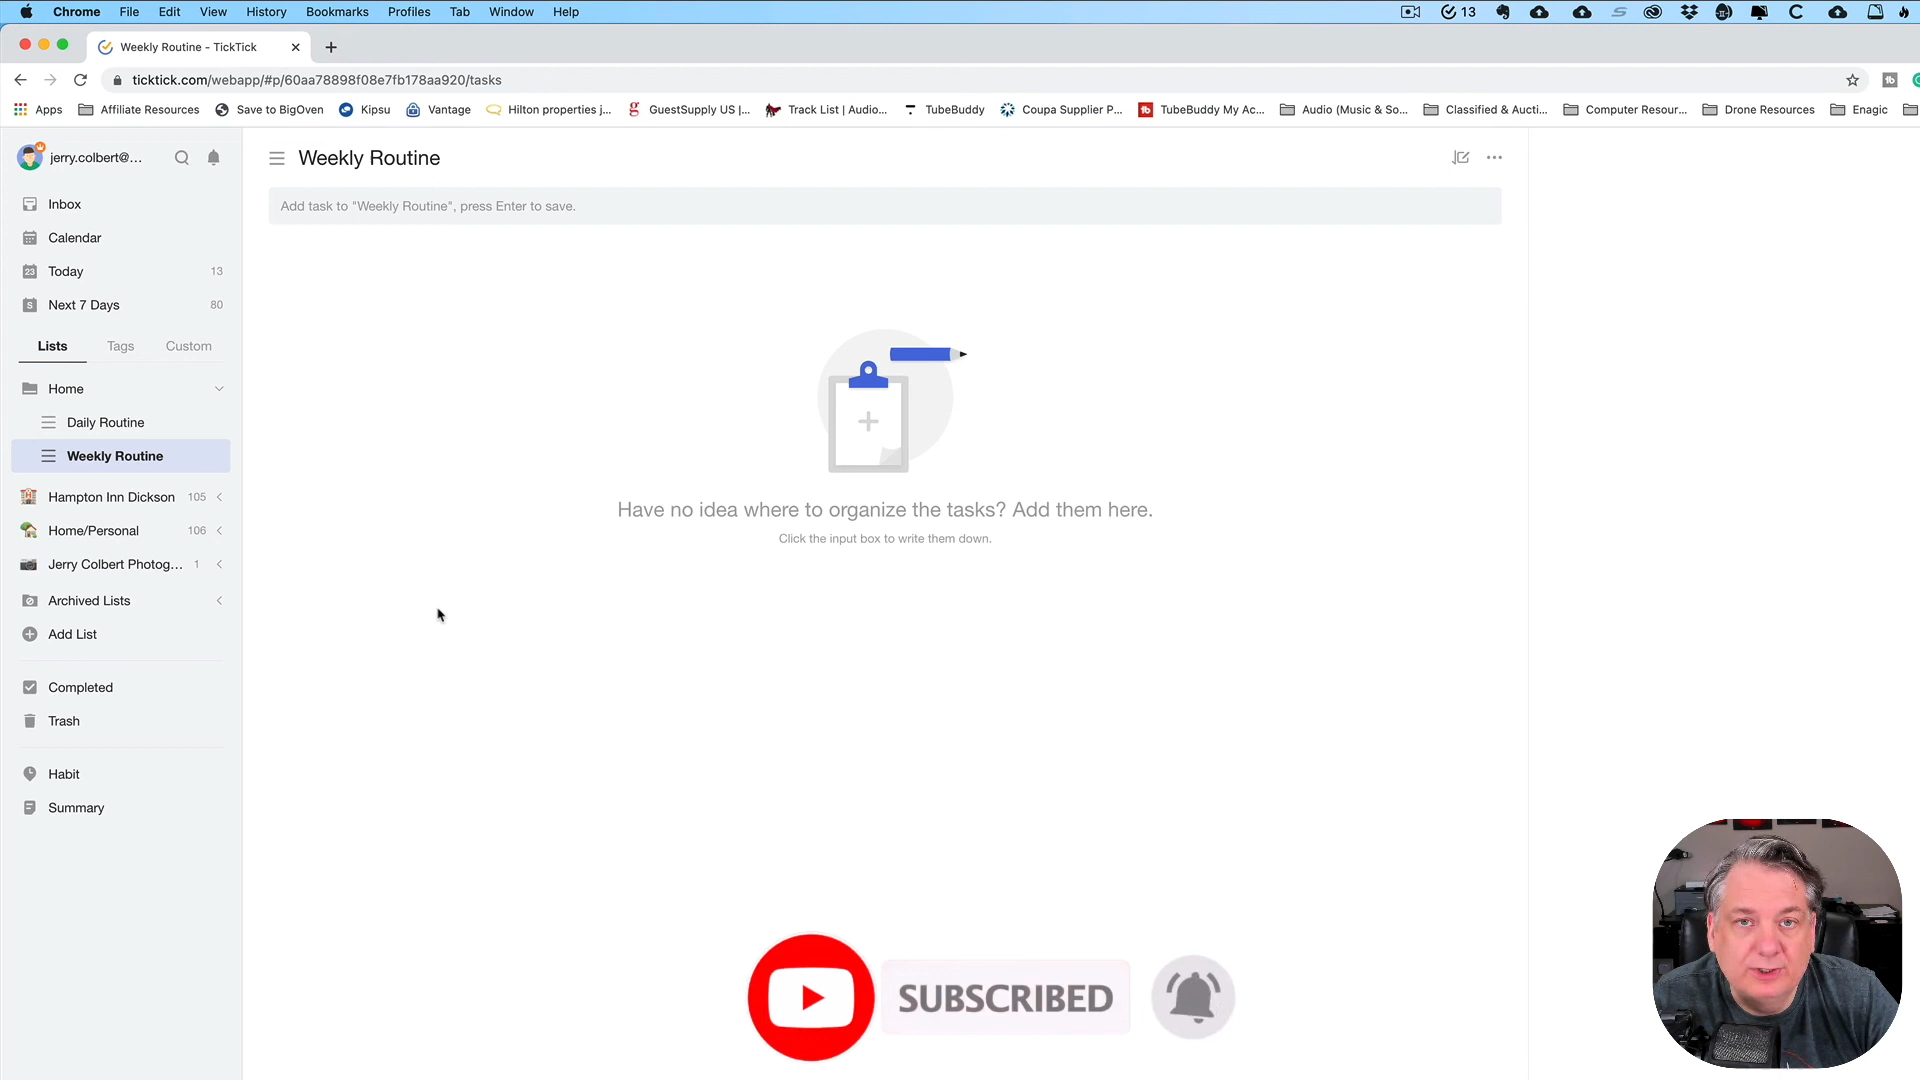 Chrome File Edit View History Bookmarks Profiles Tab Window Help 13
Weekly Routine - TickTick
ticktick.com/webapp/#p/60aa78898f08e7fb178aa920/tasks
Apps Affiliate Resources Save to BigOven Kipsu Vantage Hilton properties j... GuestSupply US |... Track List | Audio... TubeBuddy Coupa Supplier P... TubeBuddy My Ac... Audio (Music & So... Classified & Aucti... Computer Resour... Drone Resources Enagic
jerry.colbert@...
Weekly Routine
Add task to "Weekly Routine", press Enter to save.
Inbox
Calendar
23 Today 13
S Next 7 Days 80
Lists Tags Custom
Home
Daily Routine
Weekly Routine
Hampton Inn Dickson 105
Home/Personal 106
Jerry Colbert Photog... 1
Archived Lists
Add List
Completed
Trash
Habit
Summary
Have no idea where to organize the tasks? Add them here.
Click the input box to write them down.
SUBSCRIBED